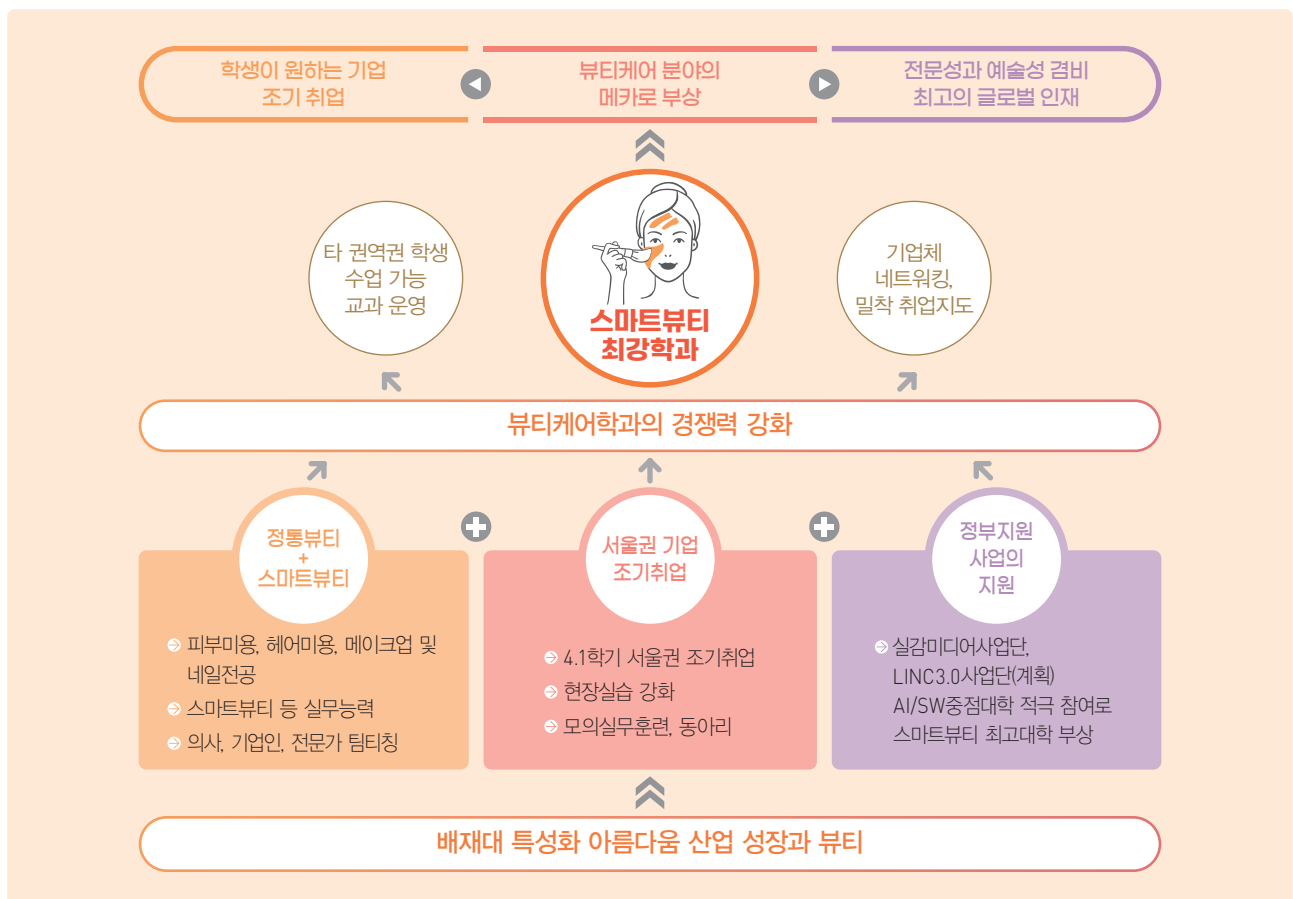 학생이 원하는 기업
조기 취업
뷰티케어 분야의
메카로 부상
전문성과 예술성 겸비
최고의 글로벌 인재
타 권역권 학생
수업 가능
교과 운영
스마트뷰티
최강학과
기업체
네트워킹,
밀착 취업지도
뷰티케어학과의 경쟁력 강화
정통뷰티
+
스마트뷰티
피부미용, 헤어미용, 메이크업 및
네일전공
스마트뷰티 등 실무능력
의사, 기업인, 전문가 팀티칭
서울권 기업
조기취업
4.1학기 서울권 조기취업
현장실습 강화
모의실무훈련, 동아리
정부지원
사업의
지원
실감미디어사업단,
LINC3.0사업단(계획)
AI/SW중점대학 적극 참여로
스마트뷰티 최고대학 부상
배재대 특성화 아름다움 산업 성장과 뷰티